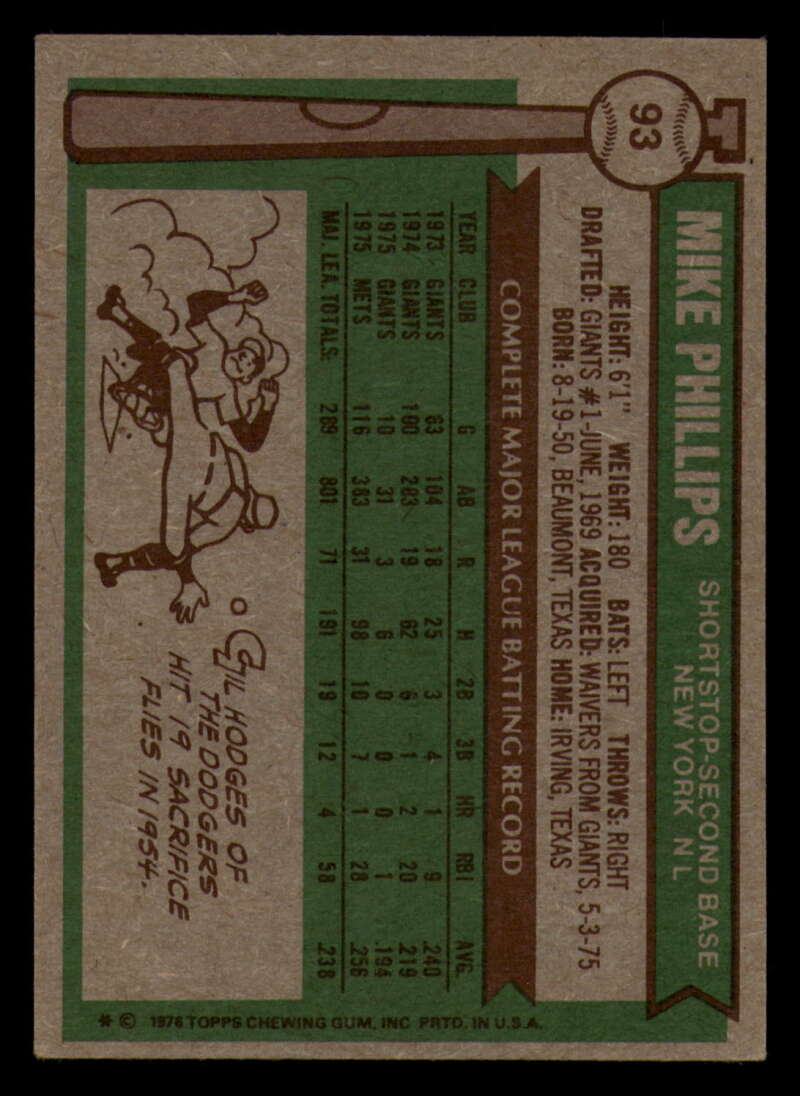 93
MIKE PHILLIPS
SHORTSTOP-SECOND BASE
NEW YORK N L
HEIGHT: 6'1" WEIGHT: 180 BATS: LEFT THROWS: RIGHT
DRAFTED: GIANTS #1-JUNE, 1969 ACQUIRED: WAIVERS FROM GIANTS, 5-3-75
BORN: 8-19-50, BEAUMONT, TEXAS HOME: IRVING, TEXAS
COMPLETE MAJOR LEAGUE BATTING RECORD
YEAR CLUB G AB R H 2B 3B HR RBI AVG.
1973 GIANTS 63 104 18 25 3 4 1 9 .240
1974 GIANTS 100 283 19 62 6 1 2 20 .219
1975 GIANTS 10 31 3 6 0 0 0 1 .194
1975 METS 116 383 31 98 10 7 1 28 .256
MAJ. LEA. TOTALS: 289 801 71 191 19 12 4 58 .238
GIL HODGES OF
THE DODGERS
HIT 19 SACRIFICE
FLIES IN 1954.
* © 1976 TOPPS CHEWING GUM, INC. PRTD. IN U.S.A.